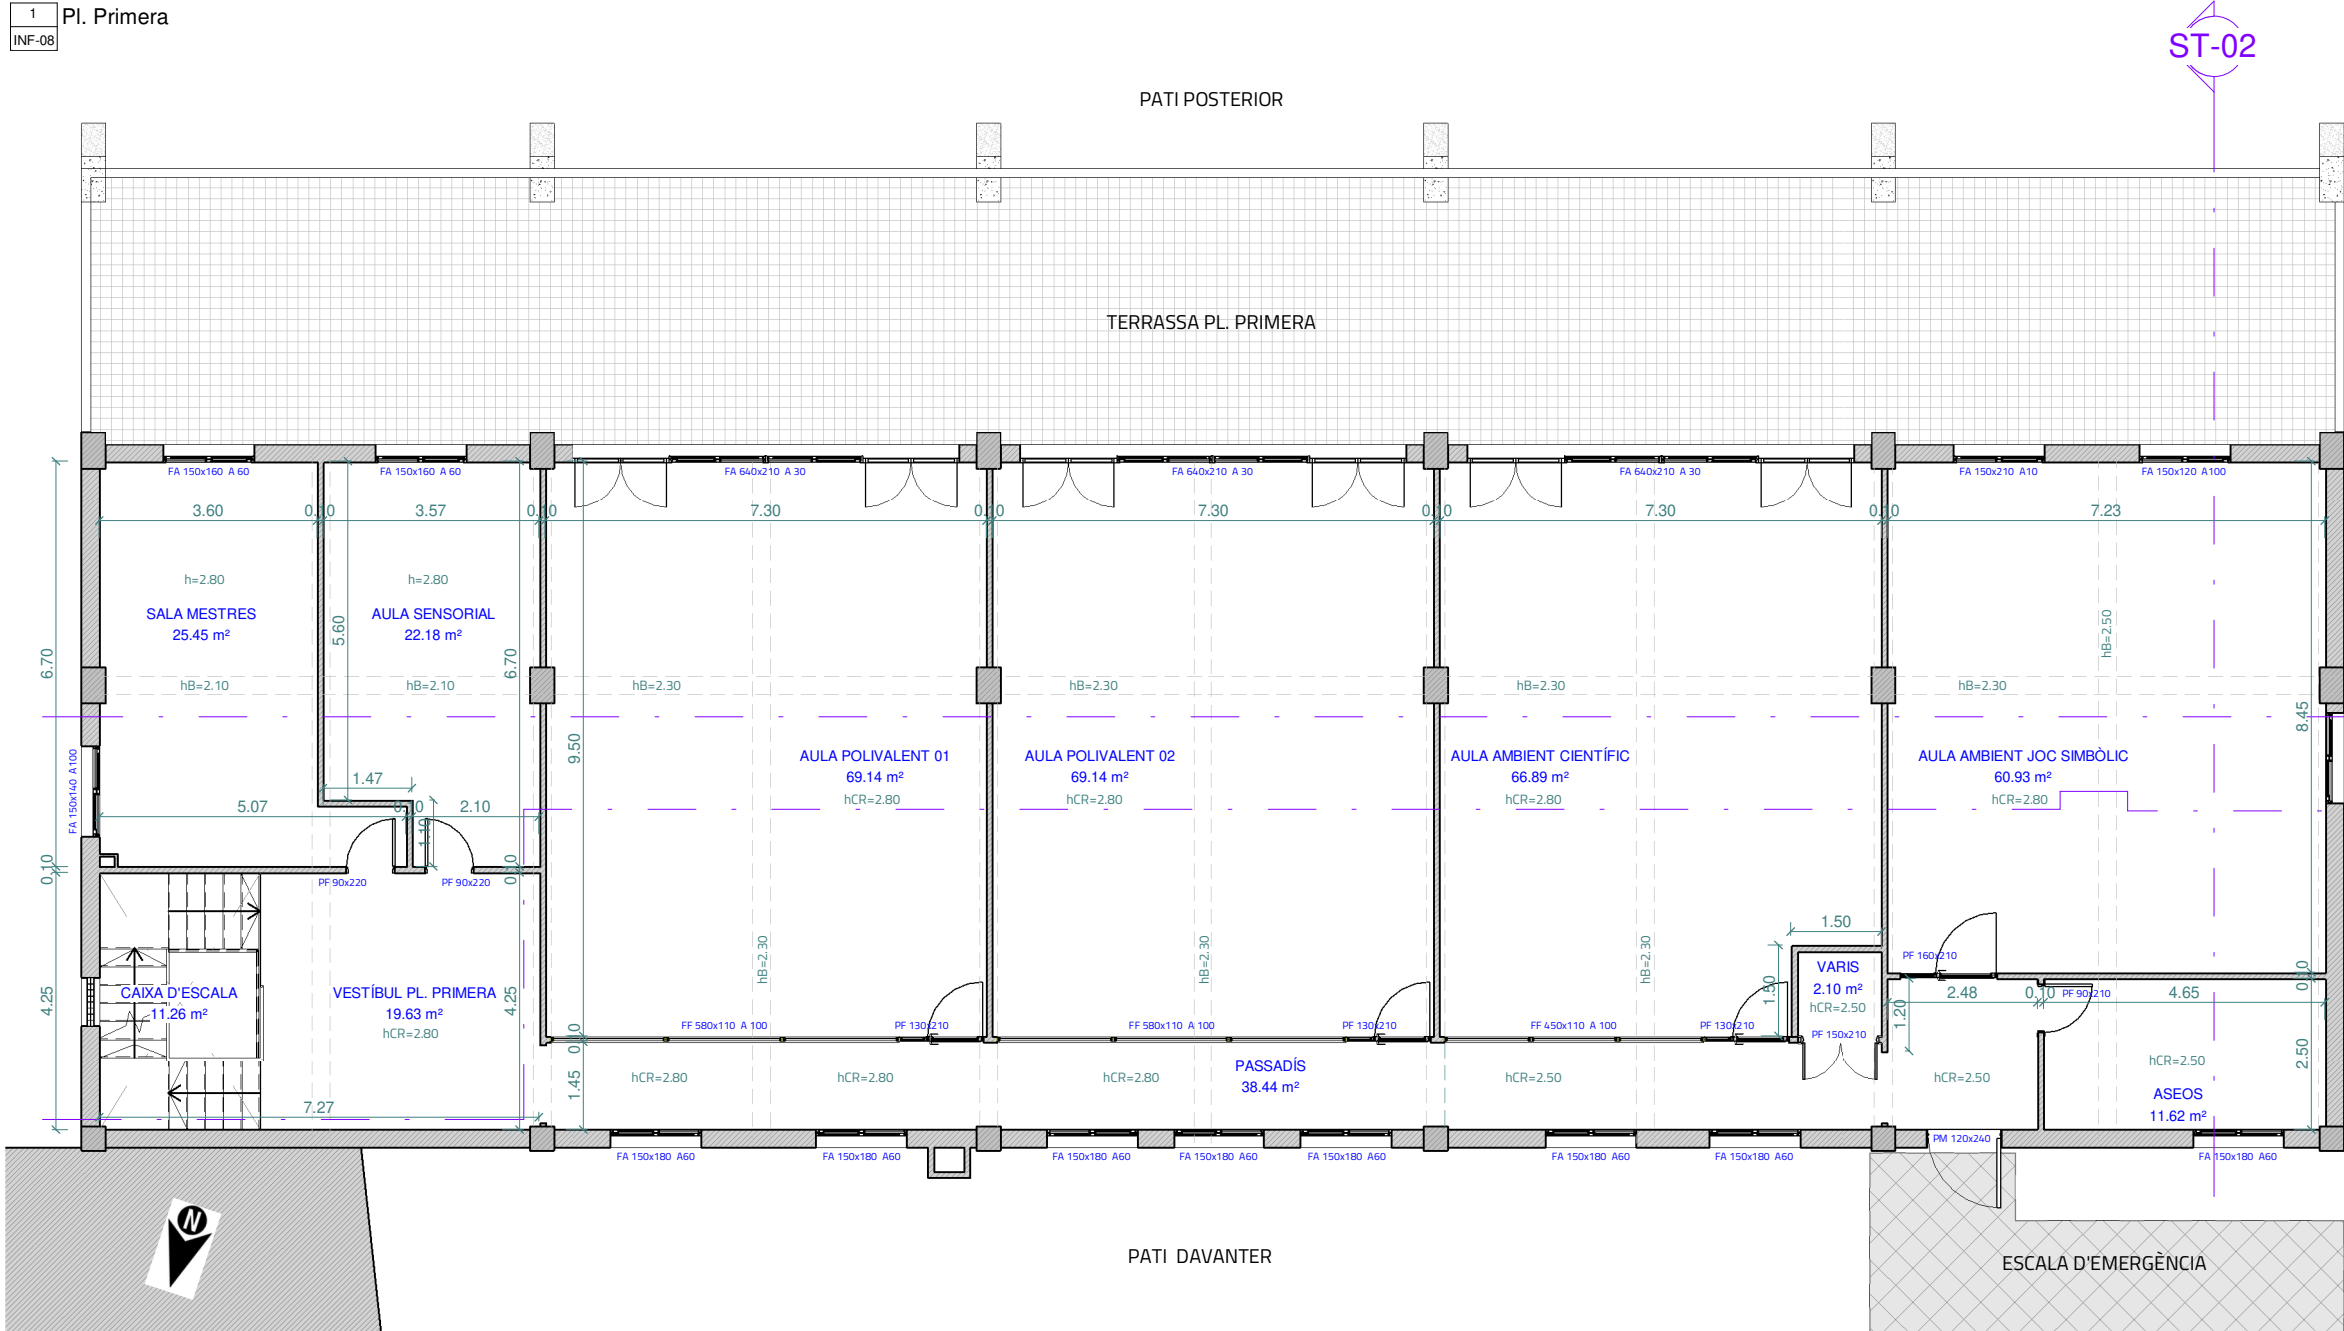 1
Pl. Primera
INF-08
ST-02
PATI POSTERIOR
TERRASSA PL. PRIMERA
FA 150x160 A 60
FA 150x160 A 60
FA 640x210 A 30
FA 640x210 A 30
FA 640x210 A 30
FA 150x210 A10
FA 150x120 A100
3.60
0.10
3.57
0.10
7.30
0.10
7.30
0.10
7.30
0.10
7.23
h=2.80
h=2.80
SALA MESTRES
25.45 m²
AULA SENSORIAL
22.18 m²
5.60
6.70
6.70
hB=2.50
hB=2.10
hB=2.10
hB=2.30
hB=2.30
hB=2.30
hB=2.30
8.45
9.50
AULA POLIVALENT 01
69.14 m²
hCR=2.80
AULA POLIVALENT 02
69.14 m²
hCR=2.80
AULA AMBIENT CIENTÍFIC
66.89 m²
hCR=2.80
AULA AMBIENT JOC SIMBÒLIC
60.93 m²
hCR=2.80
FA 150x140 A100
1.47
5.07
0.10
2.10
1.10
0.10
0.10
PF 90x220
PF 90x220
1.50
hB=2.30
hB=2.30
hB=2.30
PF 160x210
VARIS
2.10 m²
hCR=2.50
1.50
0.10
CAIXA D'ESCALA
11.26 m²
VESTÍBUL PL. PRIMERA
19.63 m²
hCR=2.80
4.25
4.25
2.48
0.10
PF 90x210
4.65
1.20
FF 580x110 A 100
PF 130x210
FF 580x110 A 100
PF 130x210
FF 450x110 A 100
PF 130x210
PF 150x210
0.10
1.45
2.50
PASSADÍS
38.44 m²
hCR=2.80
hCR=2.80
hCR=2.80
hCR=2.50
hCR=2.50
hCR=2.50
ASEOS
11.62 m²
7.27
PM 120x240
FA 150x180 A60
FA 150x180 A60
FA 150x180 A60
FA 150x180 A60
FA 150x180 A60
FA 150x180 A60
FA 150x180 A60
FA 150x180 A60
N
PATI DAVANTER
ESCALA D'EMERGÈNCIA